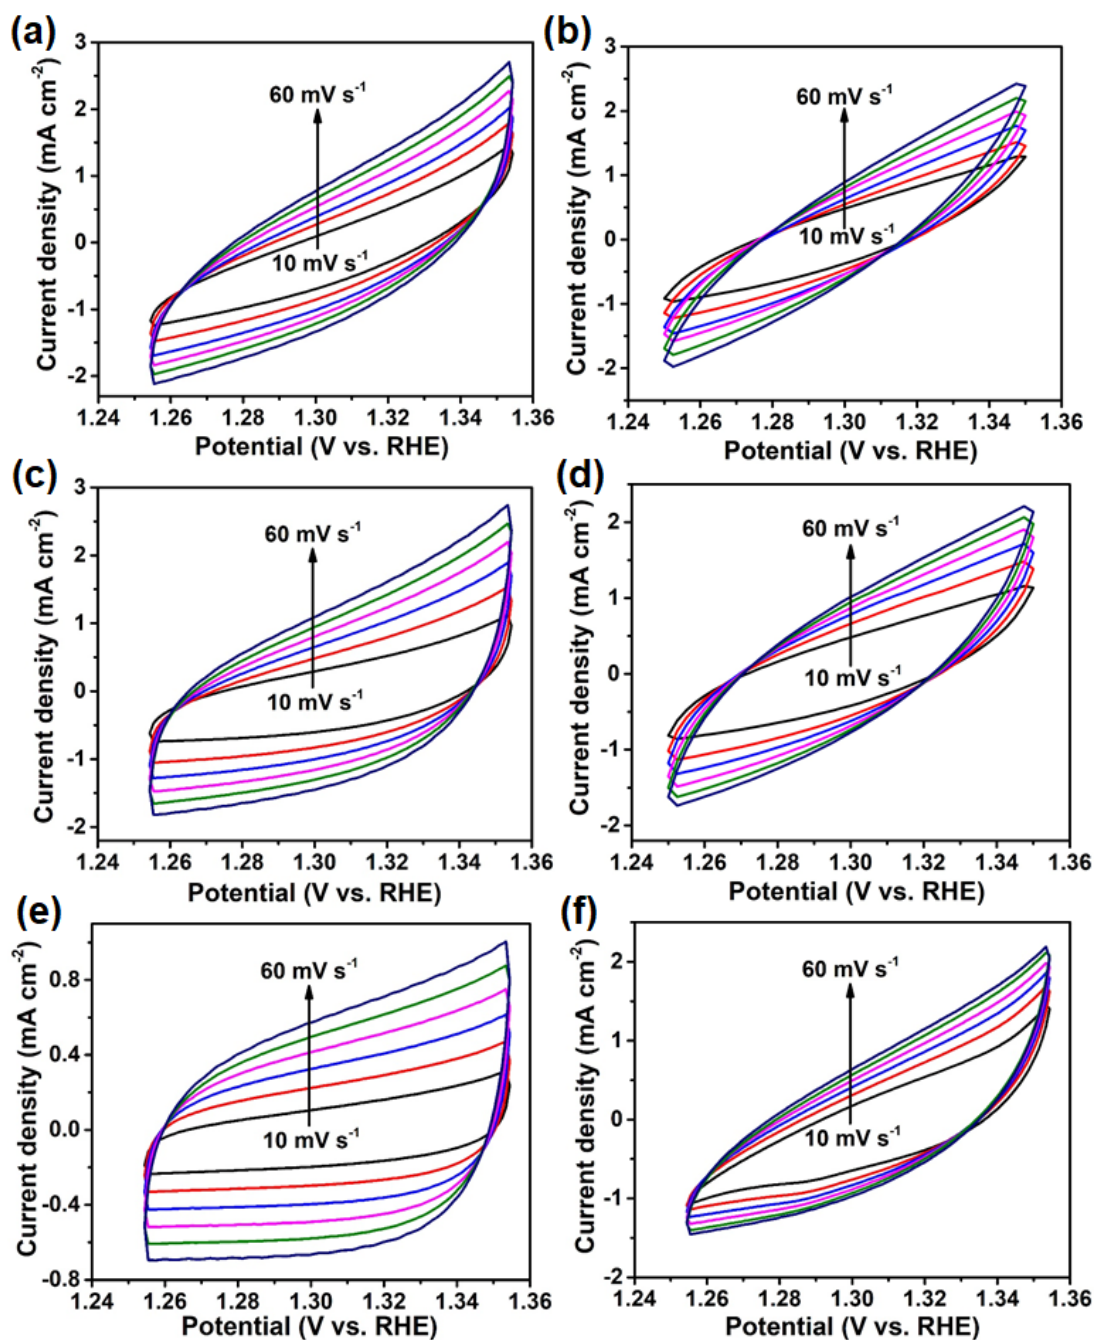 (a)
3
2
1
0
-1
-2
Current density (mA cm-2)
60 mV s-1
10 mV s-1
1.24 1.26 1.28 1.30 1.32 1.34 1.36
Potential (V vs. RHE)
(b)
3
2
1
0
-1
-2
Current density (mA cm-2)
60 mV s-1
10 mV s-1
1.24 1.26 1.28 1.30 1.32 1.34 1.36
Potential (V vs. RHE)
(c)
3
2
1
0
-1
-2
Current density (mA cm-2)
60 mV s-1
10 mV s-1
1.24 1.26 1.28 1.30 1.32 1.34 1.36
Potential (V vs. RHE)
(d)
2
1
0
-1
-2
Current density (mA cm-2)
60 mV s-1
10 mV s-1
1.24 1.26 1.28 1.30 1.32 1.34 1.36
Potential (V vs. RHE)
(e)
0.8
0.4
0.0
-0.4
-0.8
Current density (mA cm-2)
60 mV s-1
10 mV s-1
1.24 1.26 1.28 1.30 1.32 1.34 1.36
Potential (V vs. RHE)
(f)
2
1
0
-1
-2
Current density (mA cm-2)
60 mV s-1
10 mV s-1
1.24 1.26 1.28 1.30 1.32 1.34 1.36
Potential (V vs. RHE)